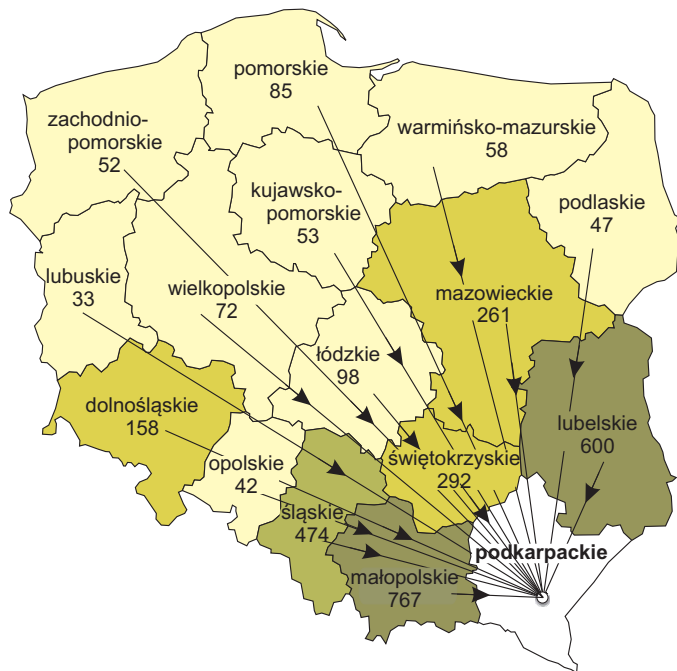 pomorskie
85
zachodnio-
pomorskie
52
warmińsko-mazurskie
58
kujawsko-
pomorskie
53
podlaskie
47
lubuskie
33
wielkopolskie
72
mazowieckie
261
łódzkie
98
dolnośląskie
158
lubelskie
600
opolskie
42
świętokrzyskie
292
śląskie
474
podkarpackie
małopolskie
767